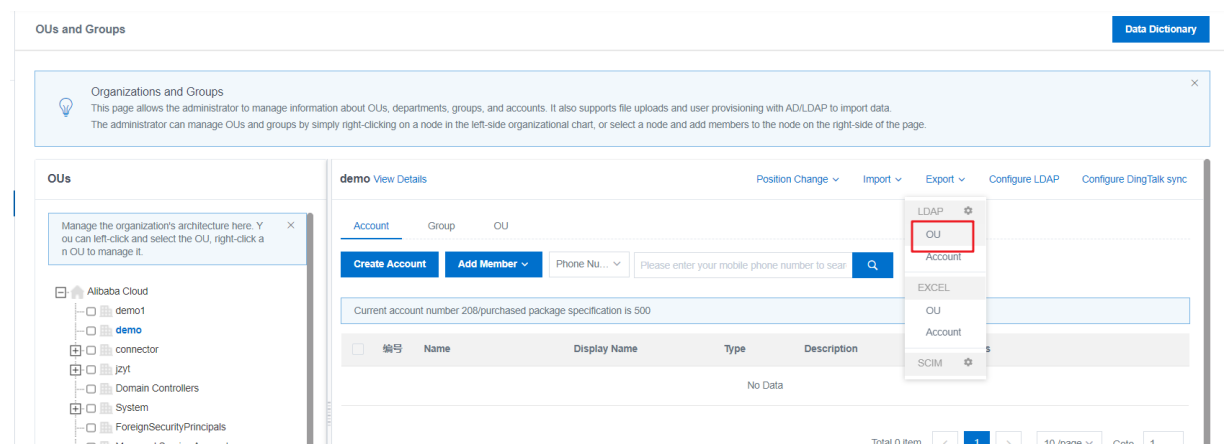 OUs and Groups
Data Dictionary
Organizations and Groups
This page allows the administrator to manage information about OUs, departments, groups, and accounts. It also supports file uploads and user provisioning with AD/LDAP to import data.
The administrator can manage OUs and groups by simply right-clicking on a node in the left-side organizational chart, or select a node and add members to the node on the right-side of the page.
OUs
Manage the organization's architecture here. Y
ou can left-click and select the OU, right-click a
n OU to manage it.
Alibaba Cloud
demo1
demo
connector
jzyt
Domain Controllers
System
ForeignSecurityPrincipals
demo View Details
Position Change
Import
Export
Configure LDAP
Configure DingTalk sync
Account
Group
OU
Create Account
Add Member
Phone Nu...
Please enter your mobile phone number to sear
LDAP
OU
Account
EXCEL
OU
Account
SCIM
Current account number 208/purchased package specification is 500
编号
Name
Display Name
Type
Description
No Data
Total 0 item
1
10 /page
Goto
1